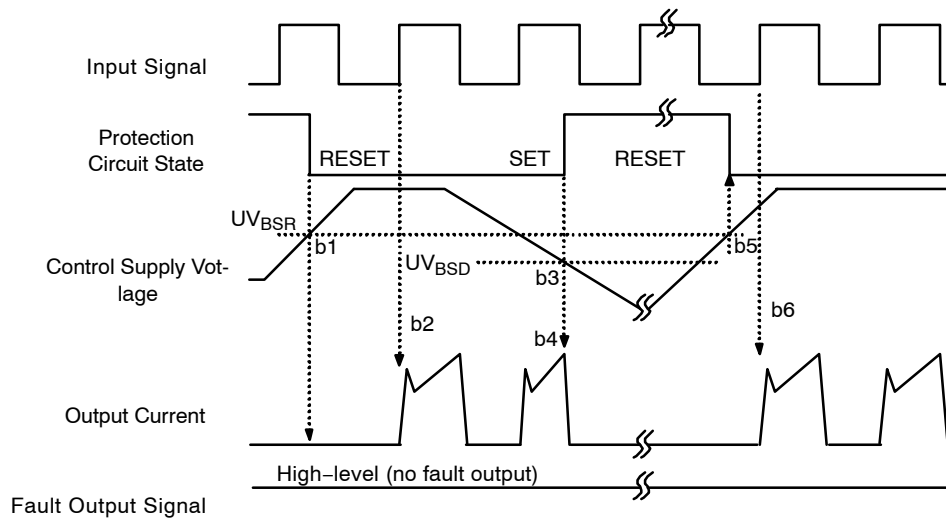 Input Signal
Protection
Circuit State
RESET
SET
RESET
UVBSR
b1
b5
Control Supply Vot-
lage
UVBSD
b3
b2
b4
b6
Output Current
High−level (no fault output)
Fault Output Signal